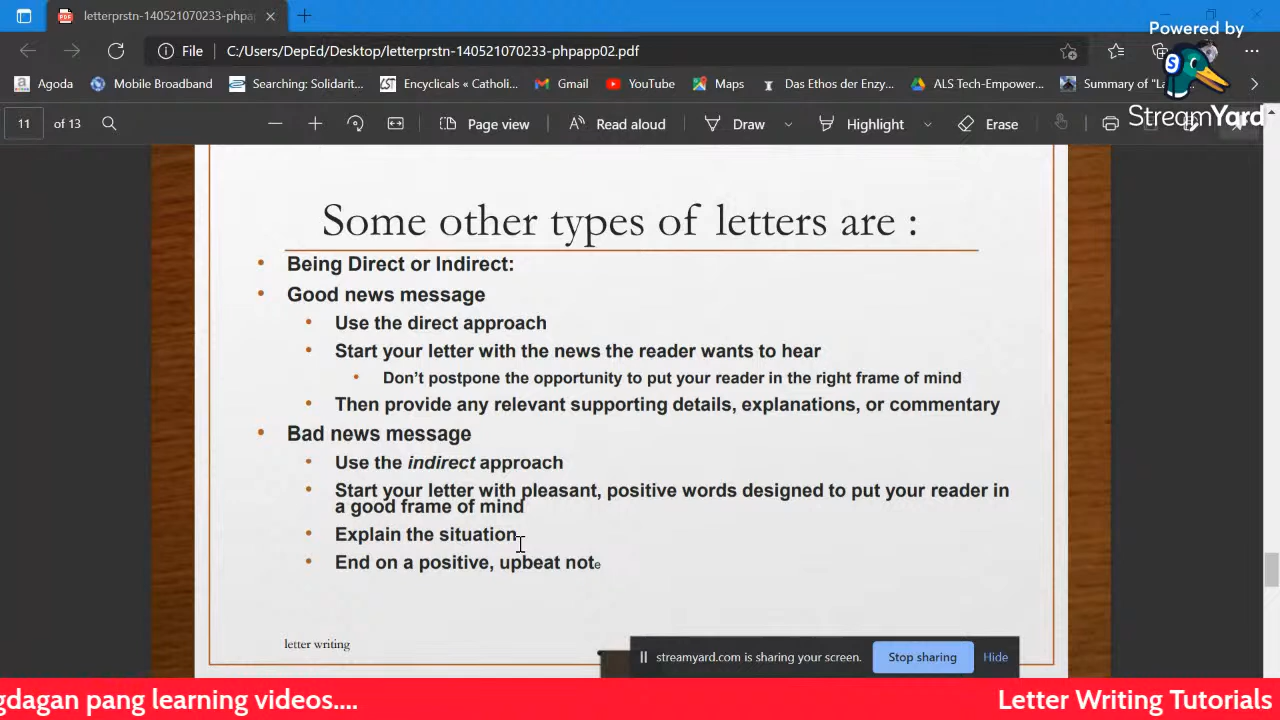 letterprstn-140521070233-phpa
Powered by
File
C:/Users/DepEd/Desktop/letterprstn-140521070233-phpapp02.pdf
Agoda
Mobile Broadband
Searching: Solidarit...
Encyclicals « Catholi...
Gmail
YouTube
Maps
Das Ethos der Enzy...
ALS Tech-Empower...
StreamYard
11 of 13
Page view
Read aloud
Draw
Highlight
Erase
Some other types of letters are :
• Being Direct or Indirect:
• Good news message
• Use the direct approach
• Start your letter with the news the reader wants to hear
• Don’t postpone the opportunity to put your reader in the right frame of mind
• Then provide any relevant supporting details, explanations, or commentary
• Bad news message
• Use the indirect approach
• Start your letter with pleasant, positive words designed to put your reader in
a good frame of mind
• Explain the situation
• End on a positive, upbeat note
letter writing
streamyard.com is sharing your screen.
Stop sharing
Hide
gdagan pang learning videos....
Letter Writing Tutorials